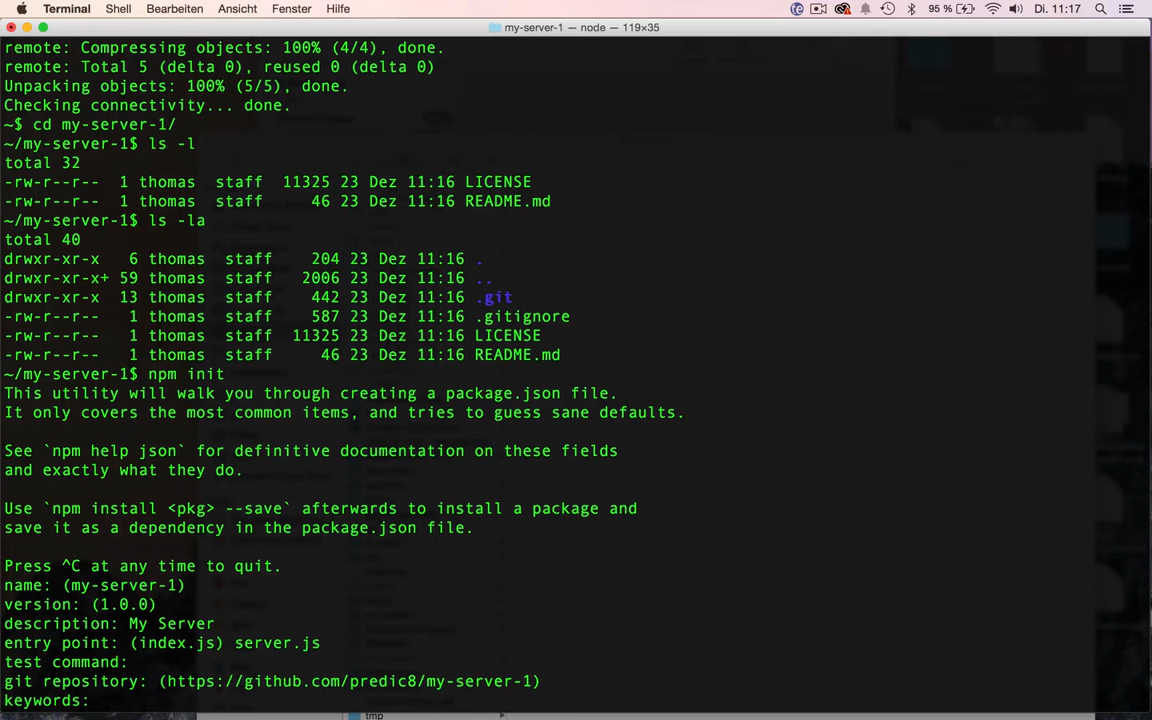 Terminal Shell Bearbeiten Ansicht Fenster Hilfe 95 % Di. 11:17
my-server-1 — node — 119×35
remote: Compressing objects: 100% (4/4), done.
remote: Total 5 (delta 0), reused 0 (delta 0)
Unpacking objects: 100% (5/5), done.
Checking connectivity... done.
~$ cd my-server-1/
~/my-server-1$ ls -l
total 32
-rw-r--r-- 1 thomas staff 11325 23 Dez 11:16 LICENSE
-rw-r--r-- 1 thomas staff 46 23 Dez 11:16 README.md
~/my-server-1$ ls -la
total 40
drwxr-xr-x 6 thomas staff 204 23 Dez 11:16 .
drwxr-xr-x+ 59 thomas staff 2006 23 Dez 11:16 ..
drwxr-xr-x 13 thomas staff 442 23 Dez 11:16 .git
-rw-r--r-- 1 thomas staff 587 23 Dez 11:16 .gitignore
-rw-r--r-- 1 thomas staff 11325 23 Dez 11:16 LICENSE
-rw-r--r-- 1 thomas staff 46 23 Dez 11:16 README.md
~/my-server-1$ npm init
This utility will walk you through creating a package.json file.
It only covers the most common items, and tries to guess sane defaults.
See `npm help json` for definitive documentation on these fields
and exactly what they do.
Use `npm install <pkg> --save` afterwards to install a package and
save it as a dependency in the package.json file.
Press ^C at any time to quit.
name: (my-server-1)
version: (1.0.0)
description: My Server
entry point: (index.js) server.js
test command:
git repository: (https://github.com/predic8/my-server-1)
keywords:
tmp